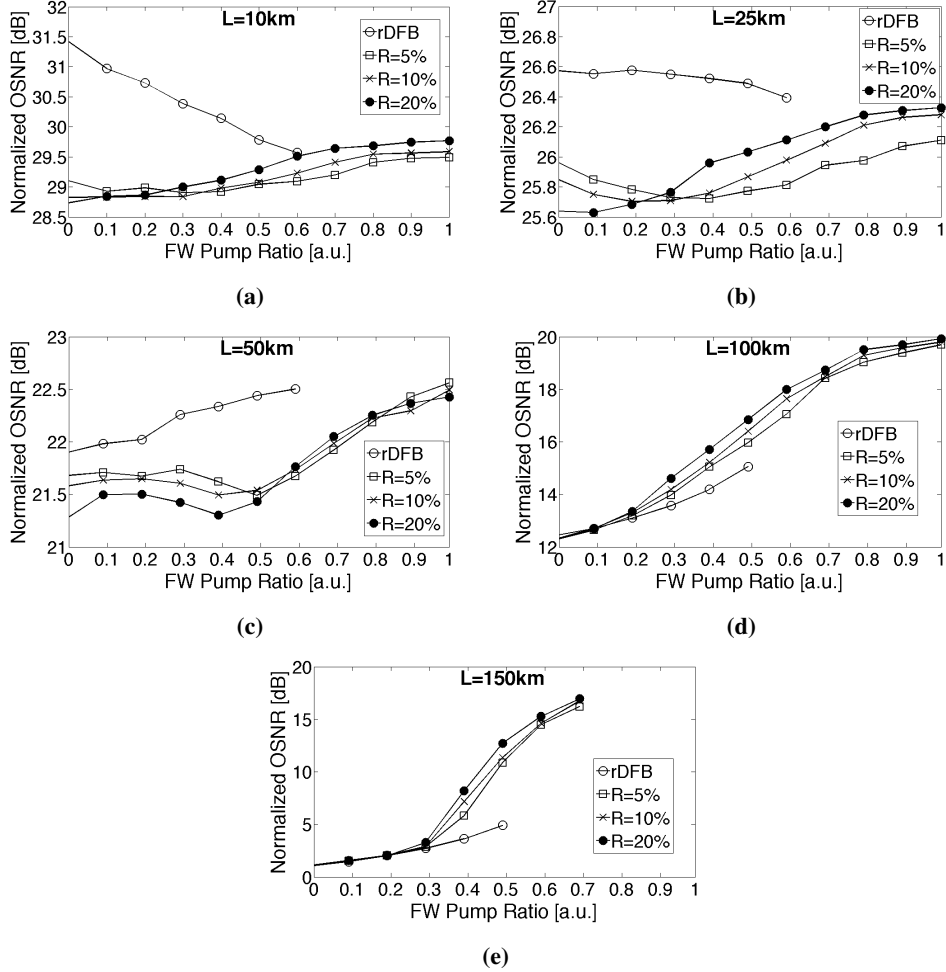 L=10km
Normalized OSNR [dB]
32
31.5
31
30.5
30
29.5
29
28.5
rDFB
R=5%
R=10%
R=20%
0 0.1 0.2 0.3 0.4 0.5 0.6 0.7 0.8 0.9 1
FW Pump Ratio [a.u.]
(a)
L=25km
Normalized OSNR [dB]
27
26.8
26.6
26.4
26.2
26
25.8
25.6
rDFB
R=5%
R=10%
R=20%
0 0.1 0.2 0.3 0.4 0.5 0.6 0.7 0.8 0.9 1
FW Pump Ratio [a.u.]
(b)
L=50km
Normalized OSNR [dB]
23
22.5
22
21.5
21
rDFB
R=5%
R=10%
R=20%
0 0.1 0.2 0.3 0.4 0.5 0.6 0.7 0.8 0.9 1
FW Pump Ratio [a.u.]
(c)
L=100km
Normalized OSNR [dB]
20
18
16
14
12
rDFB
R=5%
R=10%
R=20%
0 0.1 0.2 0.3 0.4 0.5 0.6 0.7 0.8 0.9 1
FW Pump Ratio [a.u.]
(d)
L=150km
Normalized OSNR [dB]
20
15
10
5
0
rDFB
R=5%
R=10%
R=20%
0 0.1 0.2 0.3 0.4 0.5 0.6 0.7 0.8 0.9 1
FW Pump Ratio [a.u.]
(e)